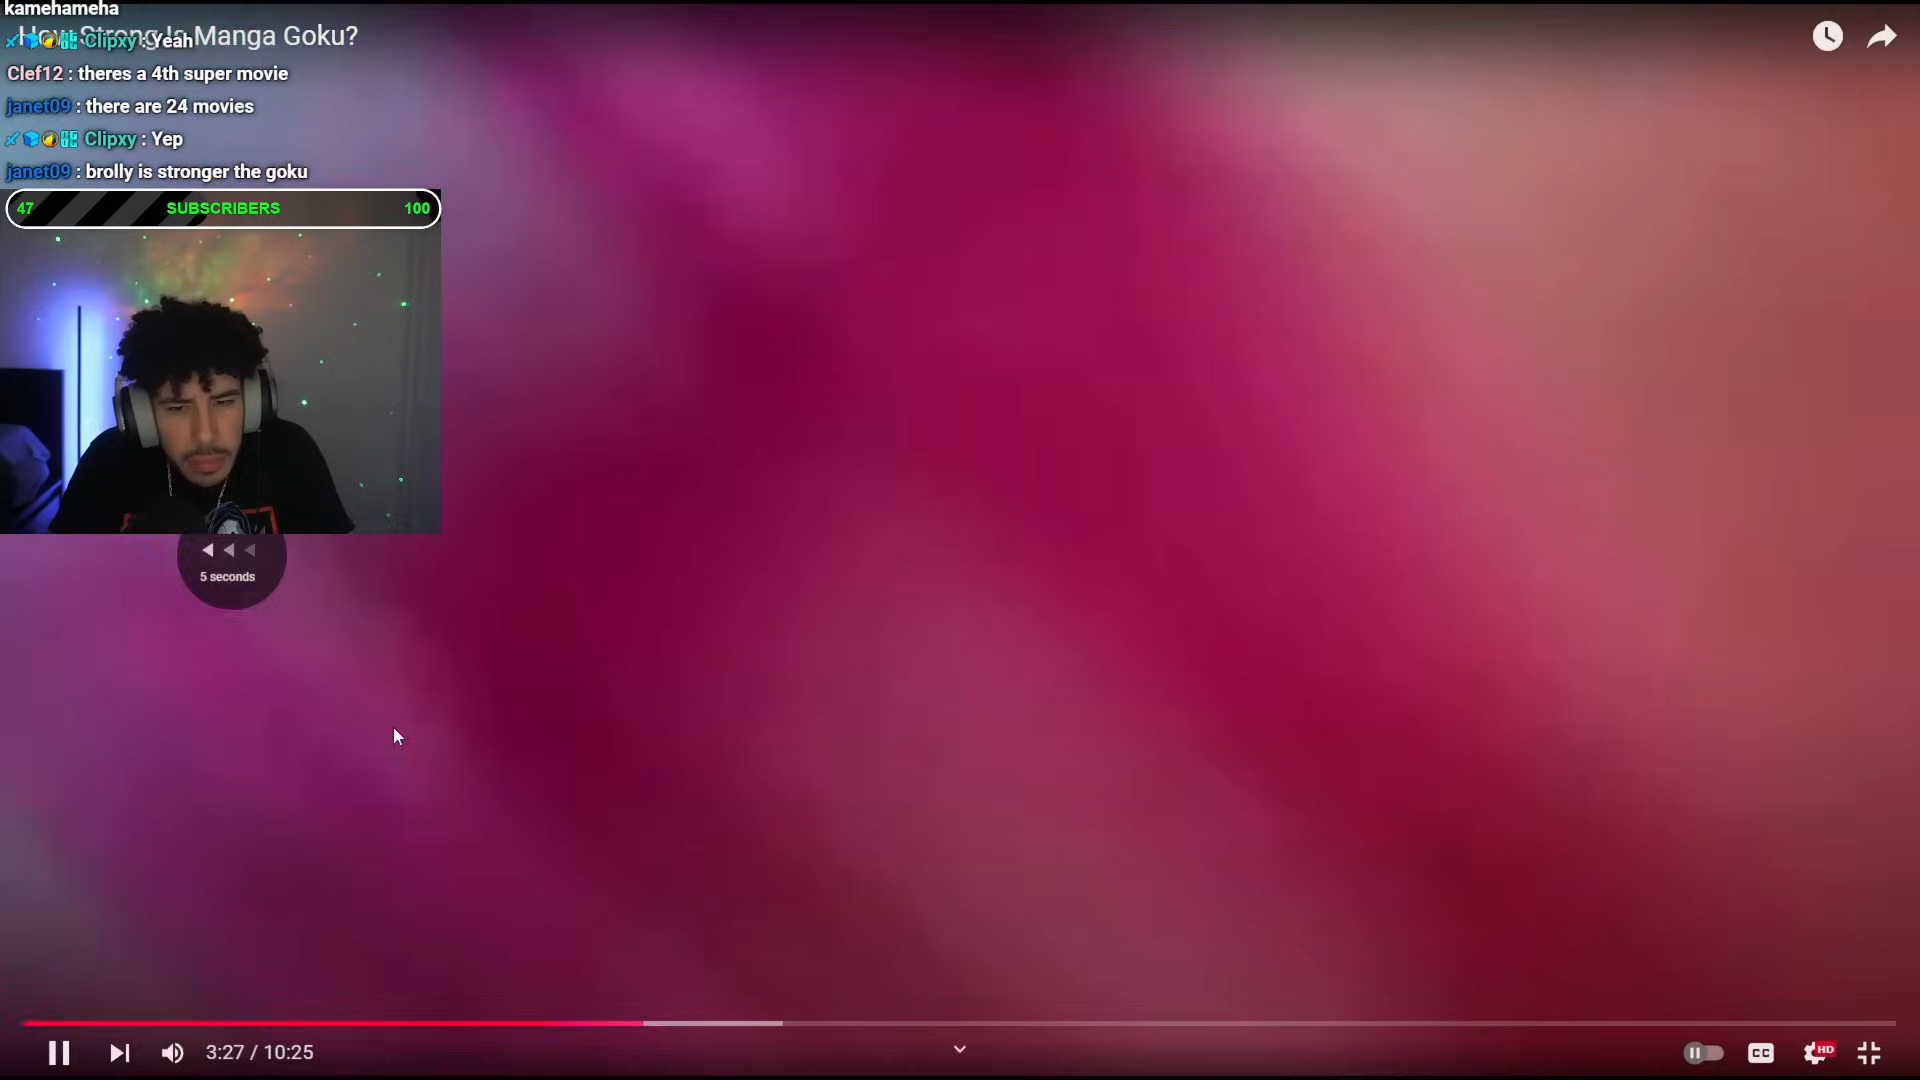 kamehameha
How Strong Is Manga Goku?
Clipxy : Yeah
Clef12 : theres a 4th super movie
janet09 : there are 24 movies
Clipxy : Yep
janet09 : brolly is stronger the goku
47 SUBSCRIBERS 100
5 seconds
3:27 / 10:25
CC
HD